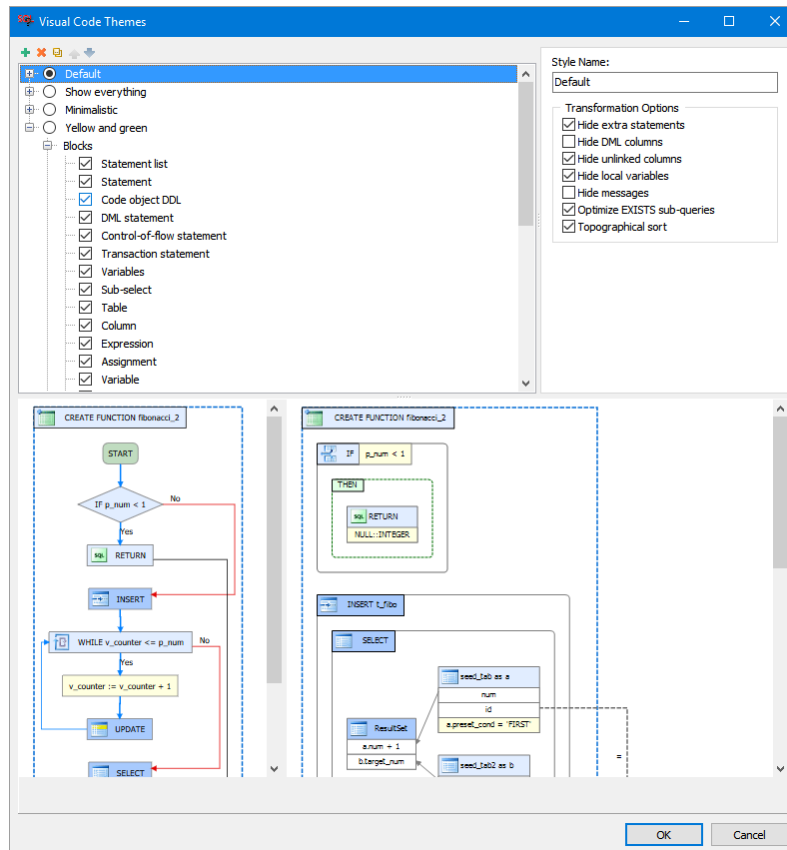 Visual Code Themes
Default
Show everything
Minimalistic
Yellow and green
Blocks
Statement list
Statement
Code object DDL
DML statement
Control-of-flow statement
Transaction statement
Variables
Sub-select
Table
Column
Expression
Assignment
Variable
Style Name:
Default
Transformation Options
Hide extra statements
Hide DML columns
Hide unlinked columns
Hide local variables
Hide messages
Optimize EXISTS sub-queries
Topographical sort
CREATE FUNCTION fibonacci_2
START
IF p_num < 1
No
Yes
SQL RETURN
INSERT
WHILE v_counter <= p_num
No
Yes
v_counter := v_counter + 1
UPDATE
SELECT
CREATE FUNCTION fibonacci_2
IF p_num < 1
THEN
SQL RETURN
NULL::INTEGER
INSERT t_fibo
SELECT
seed_tab as a
num
id
a.preset_cond = 'FIRST'
ResultSet
a.num + 1
b.target_num
seed_tab2 as b
=
OK
Cancel